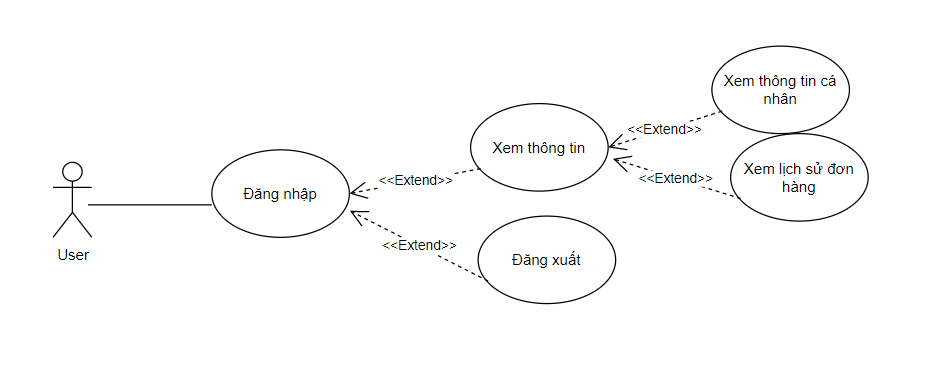 Xem thông tin cá
nhân
<<Extend>>
Xem thông tin
Xem lịch sử đơn
hàng
<<Extend>>
<<Extend>>
Đăng nhập
<<Extend>>
Đăng xuất
User